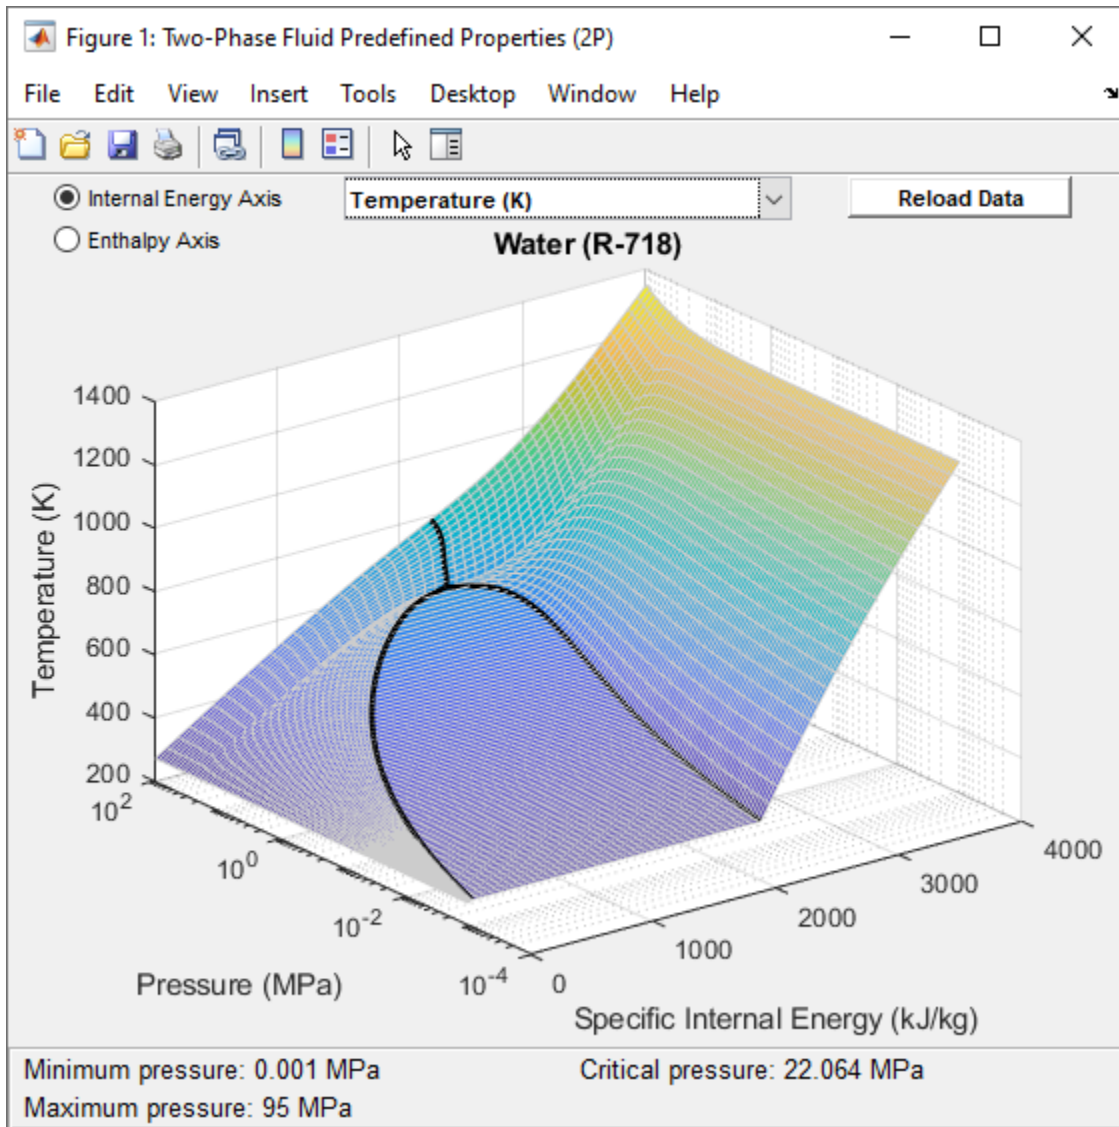 Figure 1: Two-Phase Fluid Predefined Properties (2P)
File Edit View Insert Tools Desktop Window Help
Internal Energy Axis
Temperature (K)
Reload Data
Enthalpy Axis
Water (R-718)
1400
1200
1000
800
600
400
200
Temperature (K)
10^2
10^0
10^-2
10^-4
Pressure (MPa)
0
1000
2000
3000
4000
Specific Internal Energy (kJ/kg)
Minimum pressure: 0.001 MPa
Critical pressure: 22.064 MPa
Maximum pressure: 95 MPa